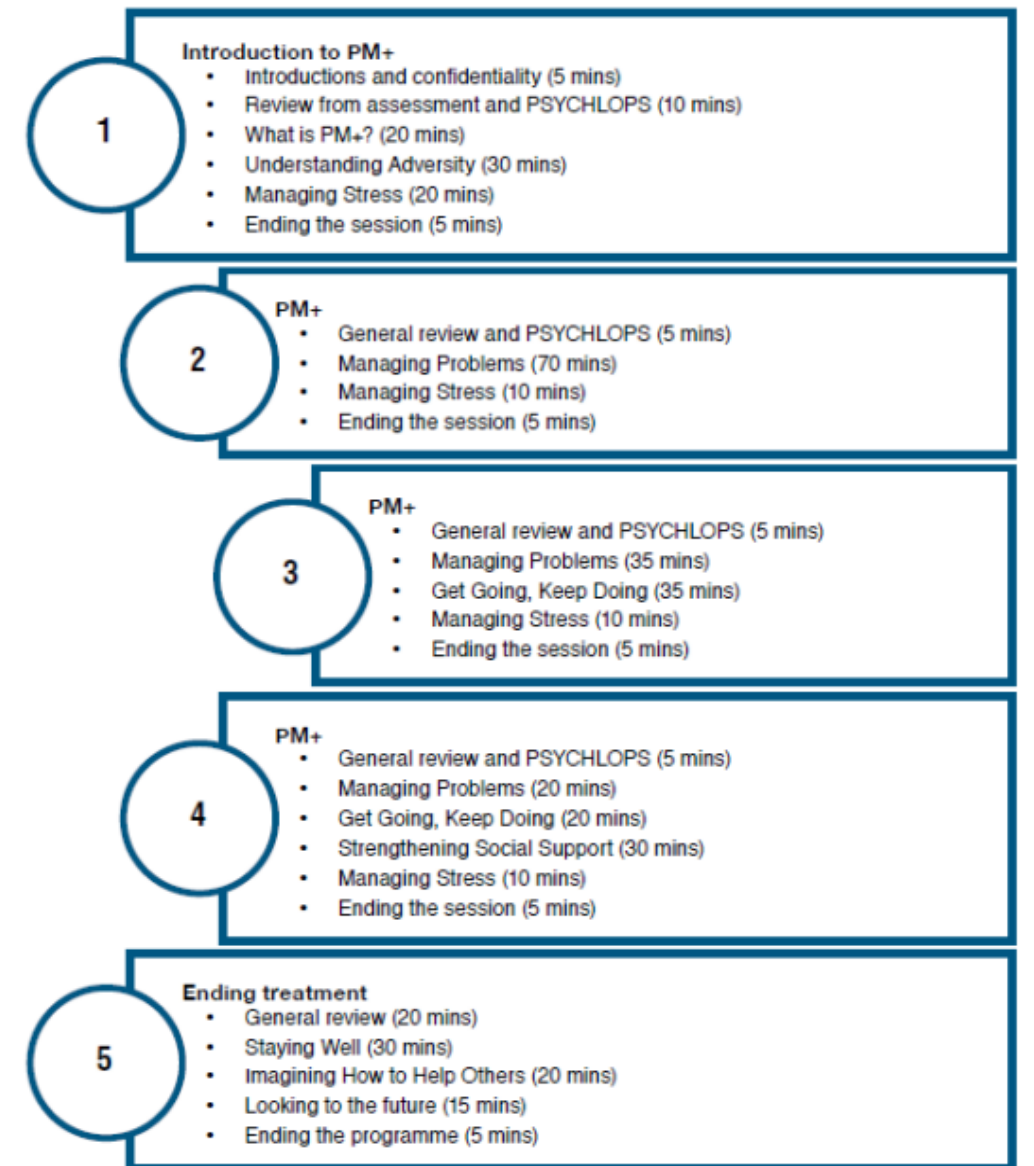 1
Introduction to PM+
• Introductions and confidentiality (5 mins)
• Review from assessment and PSYCHLOPS (10 mins)
• What is PM+? (20 mins)
• Understanding Adversity (30 mins)
• Managing Stress (20 mins)
• Ending the session (5 mins)
2
PM+
• General review and PSYCHLOPS (5 mins)
• Managing Problems (70 mins)
• Managing Stress (10 mins)
• Ending the session (5 mins)
3
PM+
• General review and PSYCHLOPS (5 mins)
• Managing Problems (35 mins)
• Get Going, Keep Doing (35 mins)
• Managing Stress (10 mins)
• Ending the session (5 mins)
4
PM+
• General review and PSYCHLOPS (5 mins)
• Managing Problems (20 mins)
• Get Going, Keep Doing (20 mins)
• Strengthening Social Support (30 mins)
• Managing Stress (10 mins)
• Ending the session (5 mins)
5
Ending treatment
• General review (20 mins)
• Staying Well (30 mins)
• Imagining How to Help Others (20 mins)
• Looking to the future (15 mins)
• Ending the programme (5 mins)